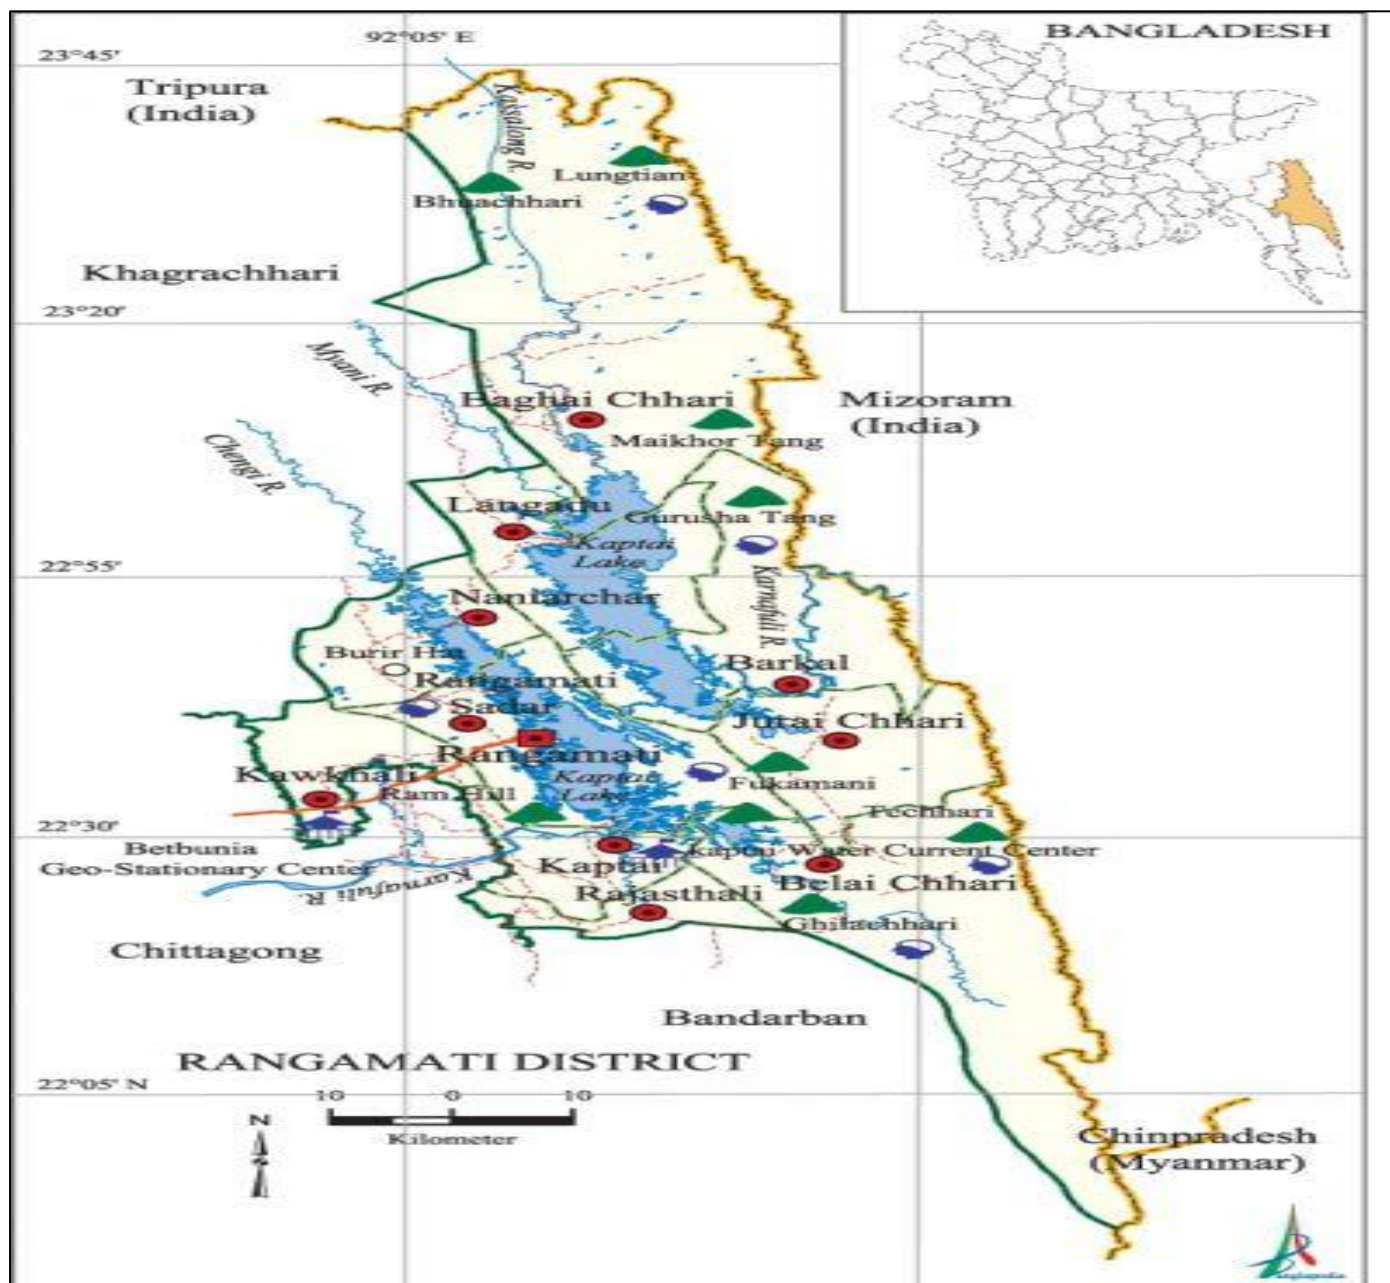 BANGLADESH
92°05' E
23°45'
Tripura
(India)
Kassalong R.
Lungtian
Bhuachhari
Khagrachhari
23°20'
Myani R.
Baghai Chhari
Mizoram
(India)
Maikhor Tang
Chengi R.
Langadu
Gurusha Tang
Kaptai
Lake
22°55'
Karnafuli R.
Naniarchar
Burir Hat
Barkal
Rangamati
Sadar
Jurai Chhari
Rangamati
Kawkhali
Kaptai
Lake
Fukamani
Ram Hill
Pechhari
22°30'
Betbunia
Geo-Stationary Center
Kaptai Water Current Center
Kaptai
Belai Chhari
Karnafuli R.
Rajasthali
Ghilachhari
Chittagong
Bandarban
RANGAMATI DISTRICT
22°05' N
10 0 10
N
Kilometer
Chinpradesh
(Myanmar)